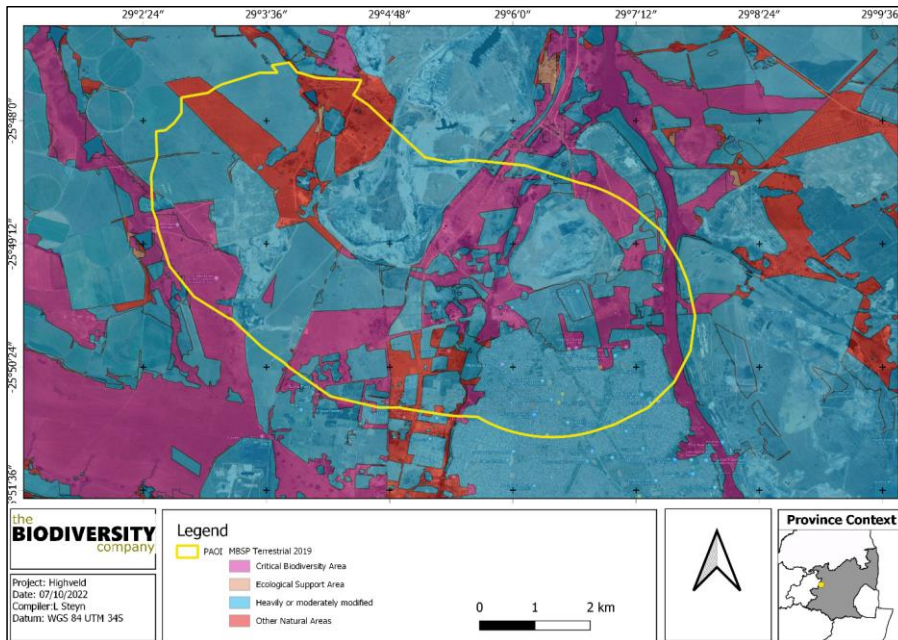 29°2'24" 29°3'36" 29°4'48" 29°6'0" 29°7'12" 29°8'24" 29°9'36"
-25°48'0"
-25°49'12"
-25°50'24"
5°51'36"
the
BIODIVERSITY
company
Project: Highveld
Date: 07/10/2022
Compiler:L Steyn
Datum: WGS 84 UTM 34S
Legend
PAOI MBSP Terrestrial 2019
Critical Biodiversity Area
Ecological Support Area
Heavily or moderately modified
Other Natural Areas
0 1 2 km
Province Context